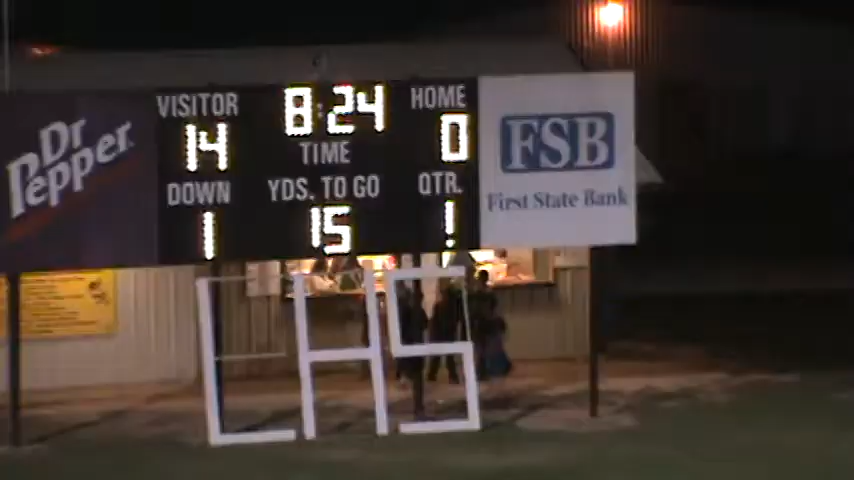 Dr Pepper
VISITOR 8:24 HOME
14 TIME 0
DOWN YDS. TO GO QTR.
1 15 1
FSB
First State Bank
LHS